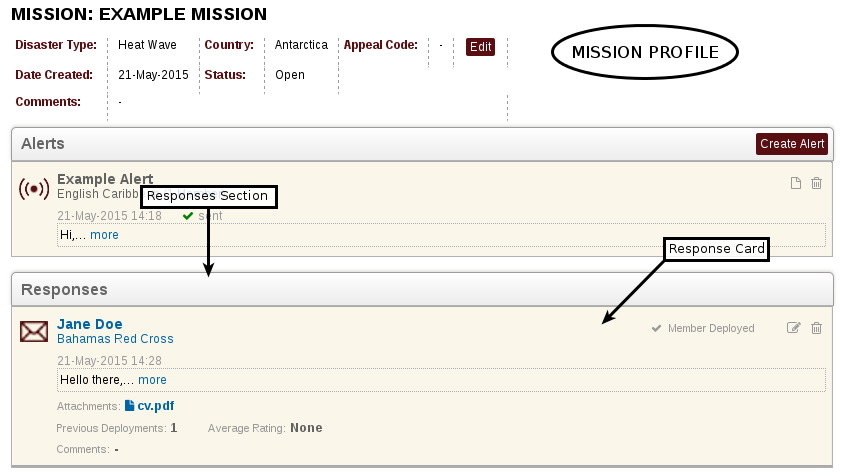 MISSION: EXAMPLE MISSION
Disaster Type: Heat Wave Country: Antarctica Appeal Code: - Edit
MISSION PROFILE
Date Created: 21-May-2015 Status: Open
Comments: -
Alerts Create Alert
Example Alert
English Caribb
Responses Section
21-May-2015 14:18 sent
Hi,... more
Response Card
Responses
Jane Doe
Member Deployed
Bahamas Red Cross
21-May-2015 14:28
Hello there,... more
Attachments: cv.pdf
Previous Deployments: 1 Average Rating: None
Comments: -